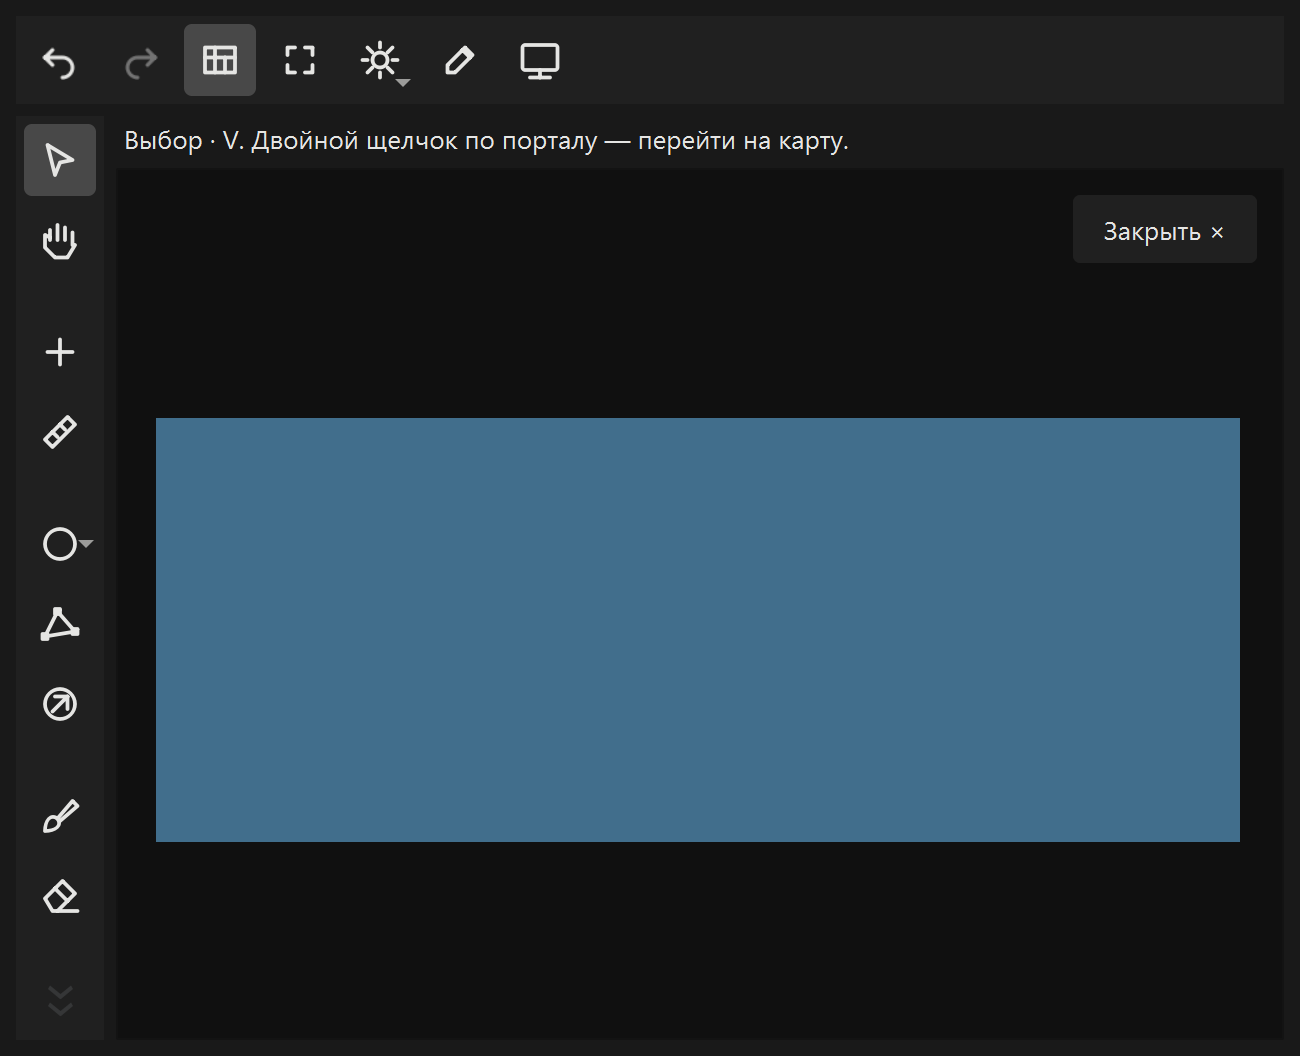 Выбор · V. Двойной щелчок по порталу — перейти на карту.
Закрыть ×